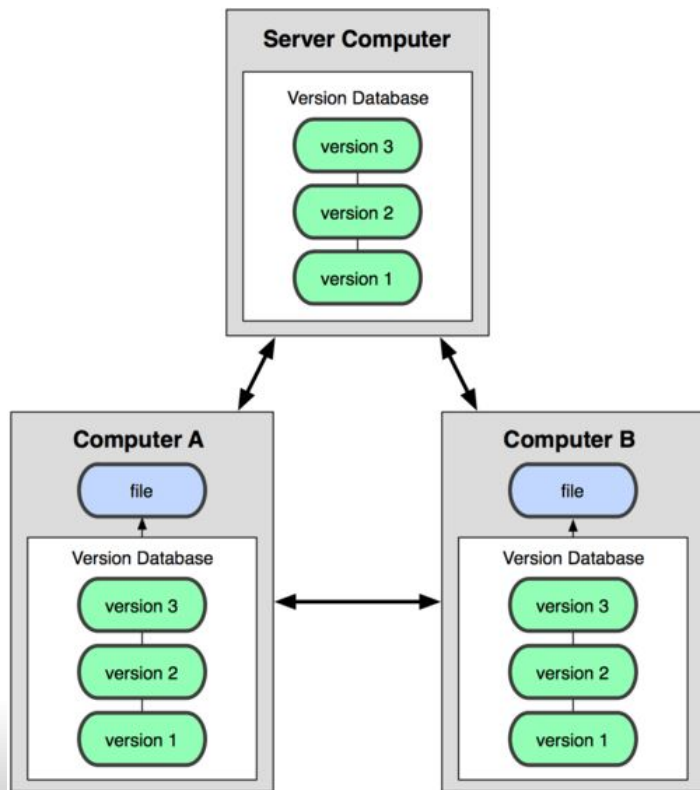 Server Computer
Version Database
version 3
version 2
version 1
Computer A
file
Version Database
version 3
version 2
version 1
Computer B
file
Version Database
version 3
version 2
version 1